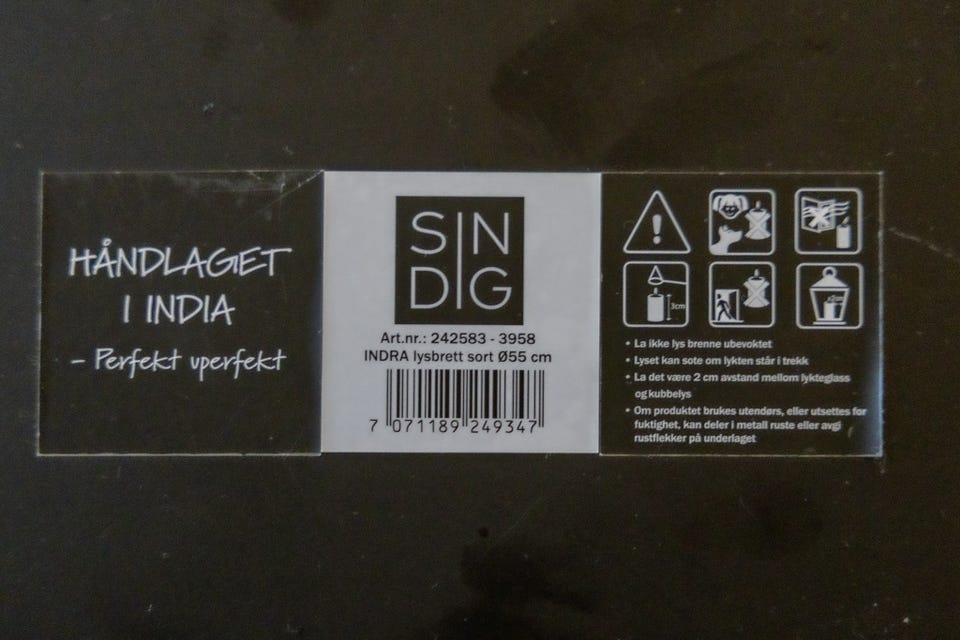 HÅNDLAGET
I INDIA
– Perfekt uperfekt
SIN
DIG
Art.nr.: 242583 - 3958
INDRA lysbrett sort Ø55 cm
7 071189 249347
3cm
• La ikke lys brenne ubevoktet
• Lyset kan sote om lykten står i trekk
• La det være 2 cm avstand mellom lykteglass
og kubbelys
• Om produktet brukes utendørs, eller utsettes for
fuktighet, kan deler i metall ruste eller avgi
rustflekker på underlaget